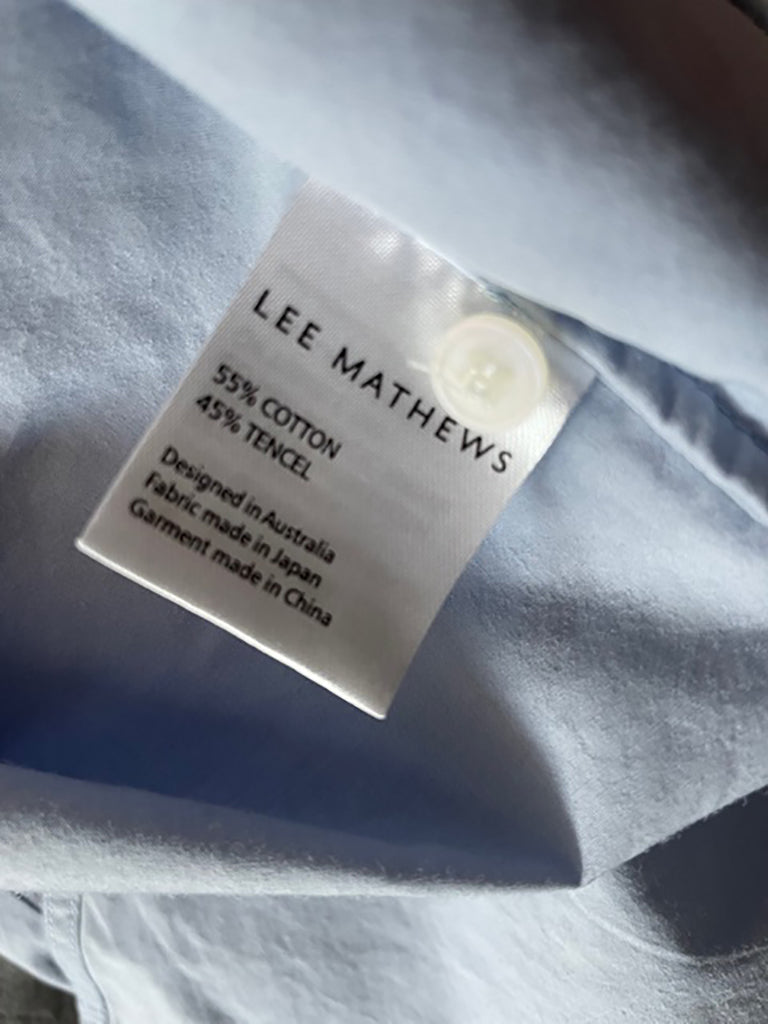 LEE MATHEWS
55% COTTON
45% TENCEL
Designed in Australia
Fabric made in Japan
Garment made in China